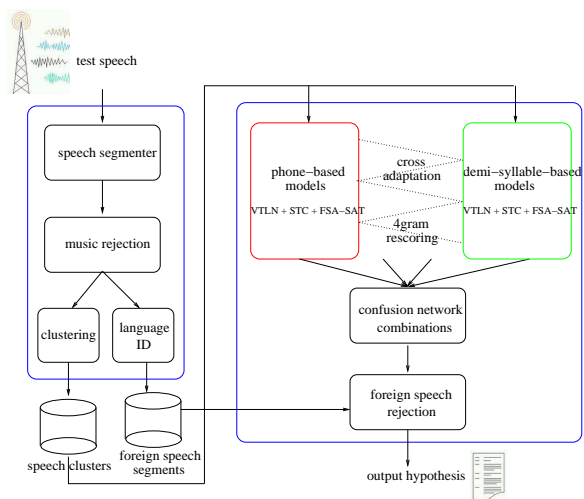 test speech
speech segmenter
music rejection
clustering
language
ID
speech clusters
foreign speech
segments
phone−based
models
VTLN + STC + FSA−SAT
cross
adaptation
4gram
rescoring
demi−syllable−based
models
VTLN + STC + FSA−SAT
confusion network
combinations
foreign speech
rejection
output hypothesis